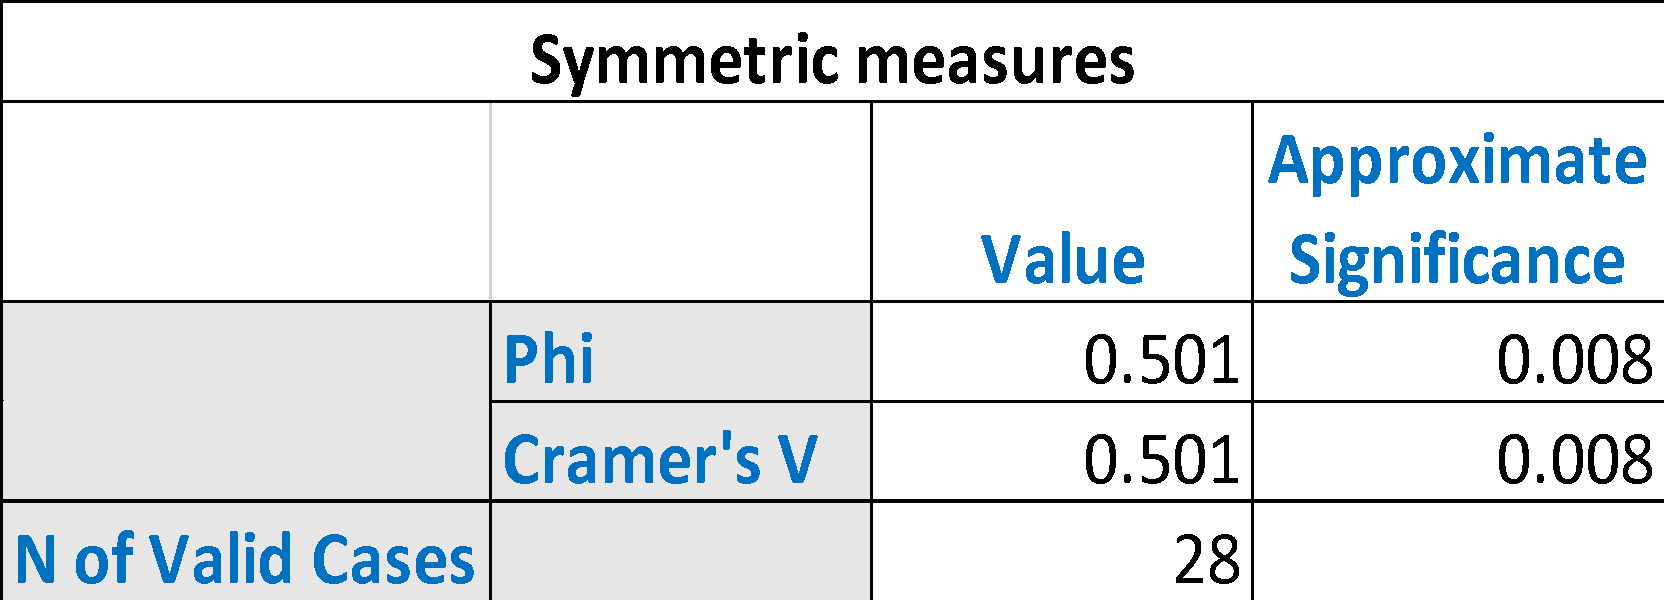 Symmetric measures
Value Approximate Significance
Phi 0.501 0.008
Cramer's V 0.501 0.008
N of Valid Cases 28